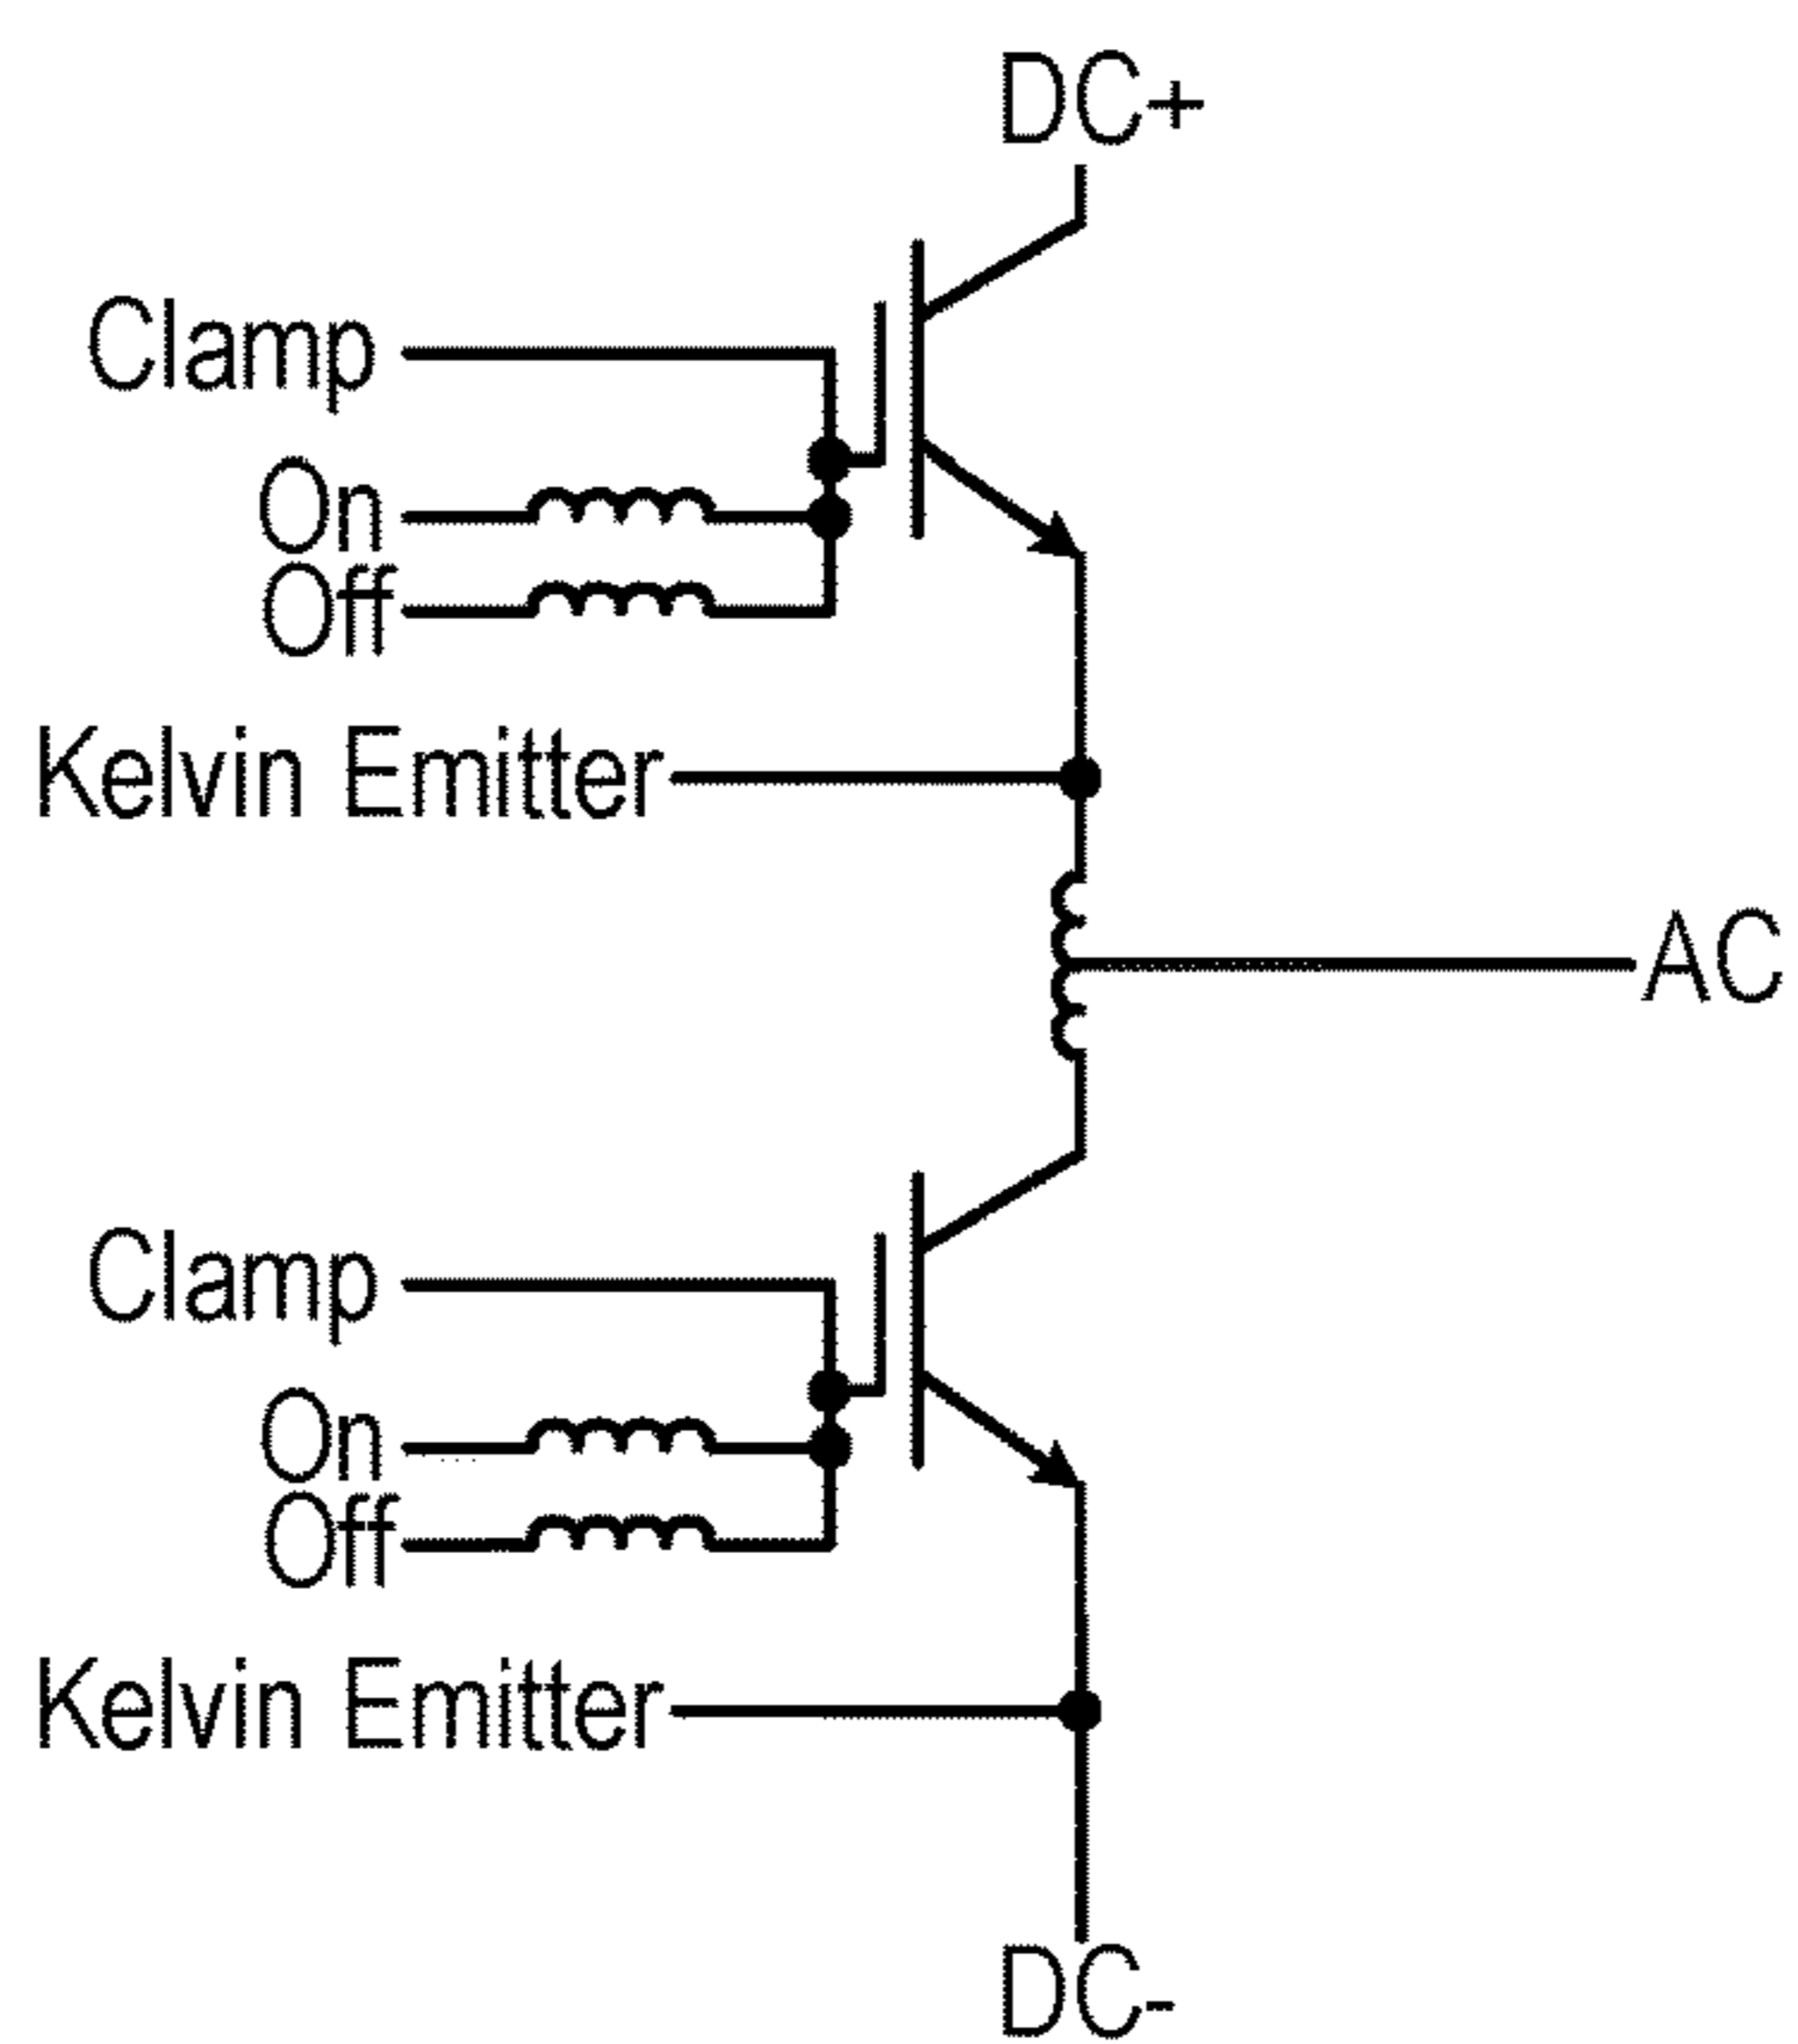 DC+
Clamp
On
Off
Kelvin Emitter
AC
Clamp
On
Off
Kelvin Emitter
DC-